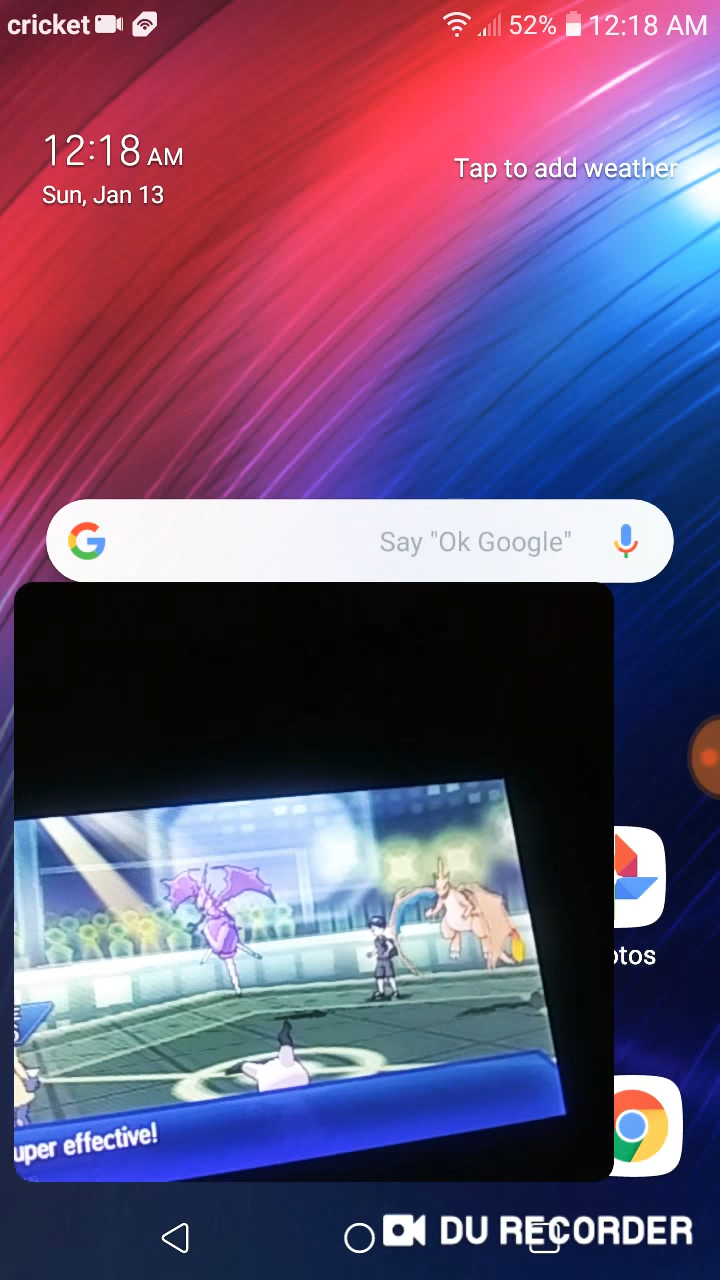 cricket 52% 12:18 AM
12:18 AM
Tap to add weather
Sun, Jan 13
Say "Ok Google"
otos
uper effective!
DU RECORDER